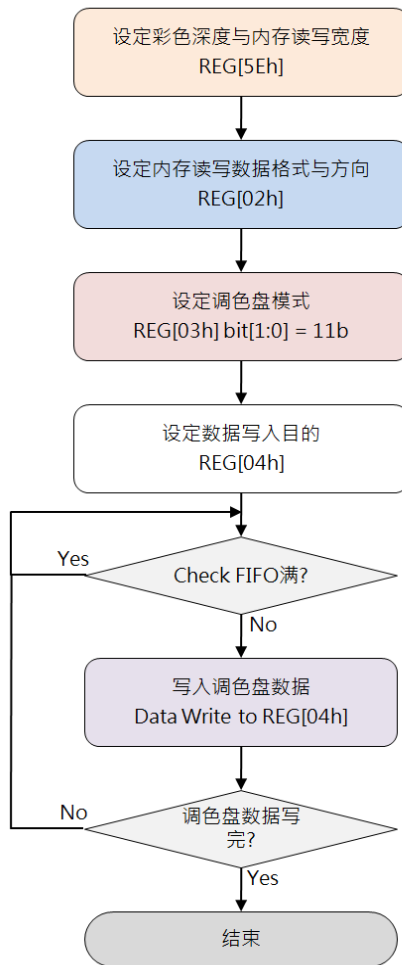 设定彩色深度与内存读写宽度
REG[5Eh]
设定内存读写数据格式与方向
REG[02h]
设定调色盘模式
REG[03h] bit[1:0] = 11b
设定数据写入目的
REG[04h]
Yes
Check FIFO满?
No
写入调色盘数据
Data Write to REG[04h]
No
调色盘数据写
完?
Yes
结束